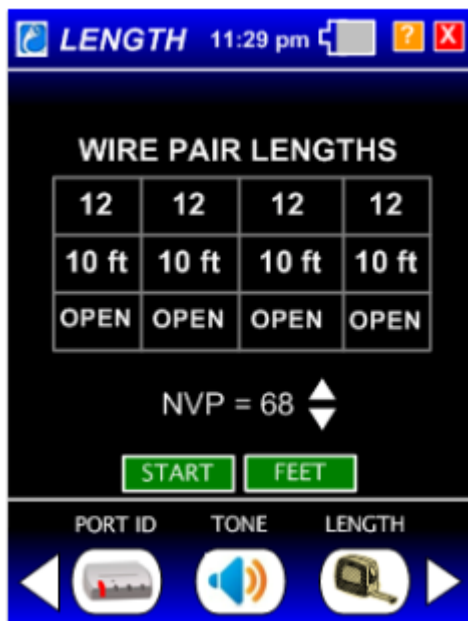 LENGTH 11:29 pm ? X
WIRE PAIR LENGTHS
12 12 12 12
10 ft 10 ft 10 ft 10 ft
OPEN OPEN OPEN OPEN
NVP = 68
START FEET
PORT ID TONE LENGTH